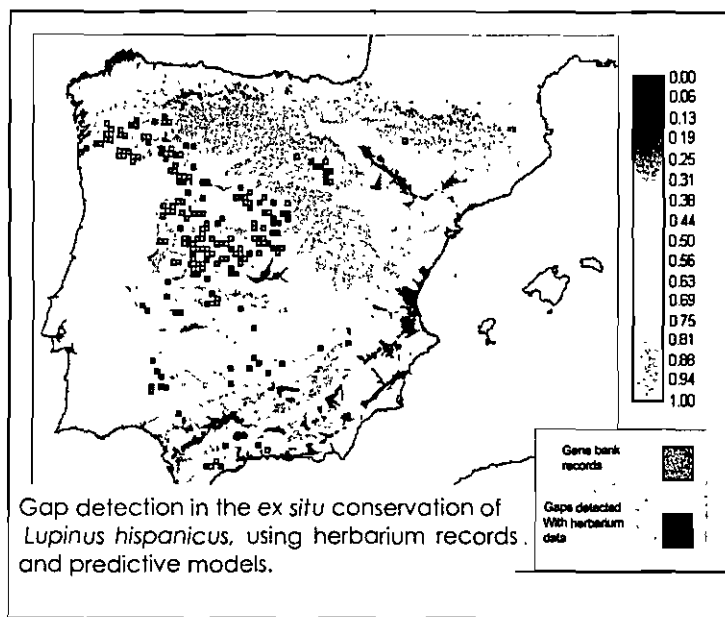 0.00
0.06
0.13
0.19
0.25
0.31
0.38
0.44
0.50
0.56
0.63
0.69
0.75
0.81
0.88
0.94
1.00
Gene bank
records
Gaps detected
With herbarium
data
Gap detection in the ex situ conservation of
Lupinus hispanicus, using herbarium records
and predictive models.